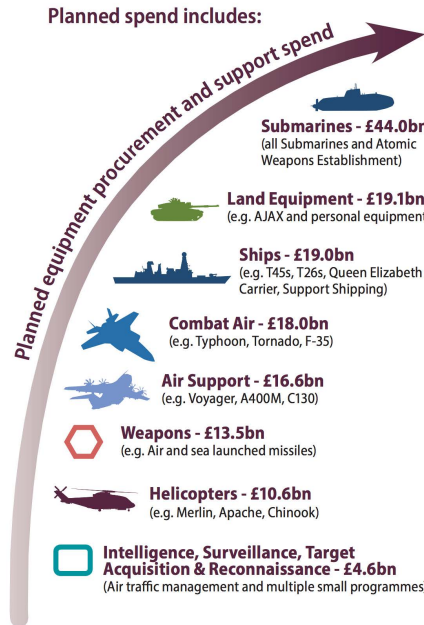 Planned spend includes:
Planned equipment procurement and support spend
Submarines - £44.0bn
(all Submarines and Atomic
Weapons Establishment)
Land Equipment - £19.1bn
(e.g. AJAX and personal equipment
Ships - £19.0bn
(e.g. T45s, T26s, Queen Elizabeth
Carrier, Support Shipping)
Combat Air - £18.0bn
(e.g. Typhoon, Tornado, F-35)
Air Support - £16.6bn
(e.g. Voyager, A400M, C130)
Weapons - £13.5bn
(e.g. Air and sea launched missiles)
Helicopters - £10.6bn
(e.g. Merlin, Apache, Chinook)
Intelligence, Surveillance, Target
Acquisition & Reconnaissance - £4.6bn
(Air traffic management and multiple small programmes)